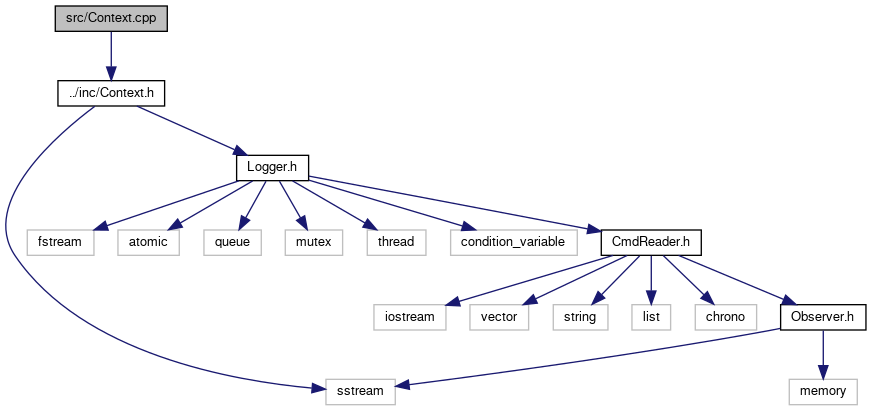 src/Context.cpp
../inc/Context.h
Logger.h
fstream
atomic
queue
mutex
thread
condition_variable
CmdReader.h
iostream
vector
string
list
chrono
Observer.h
sstream
memory